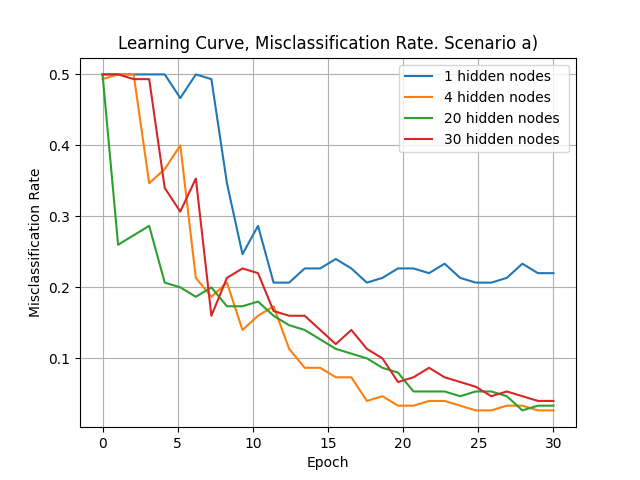 Learning Curve, Misclassification Rate. Scenario a)
0.5
0.4
0.3
0.2
0.1
Misclassification Rate
1 hidden nodes
4 hidden nodes
20 hidden nodes
30 hidden nodes
0 5 10 15 20 25 30
Epoch